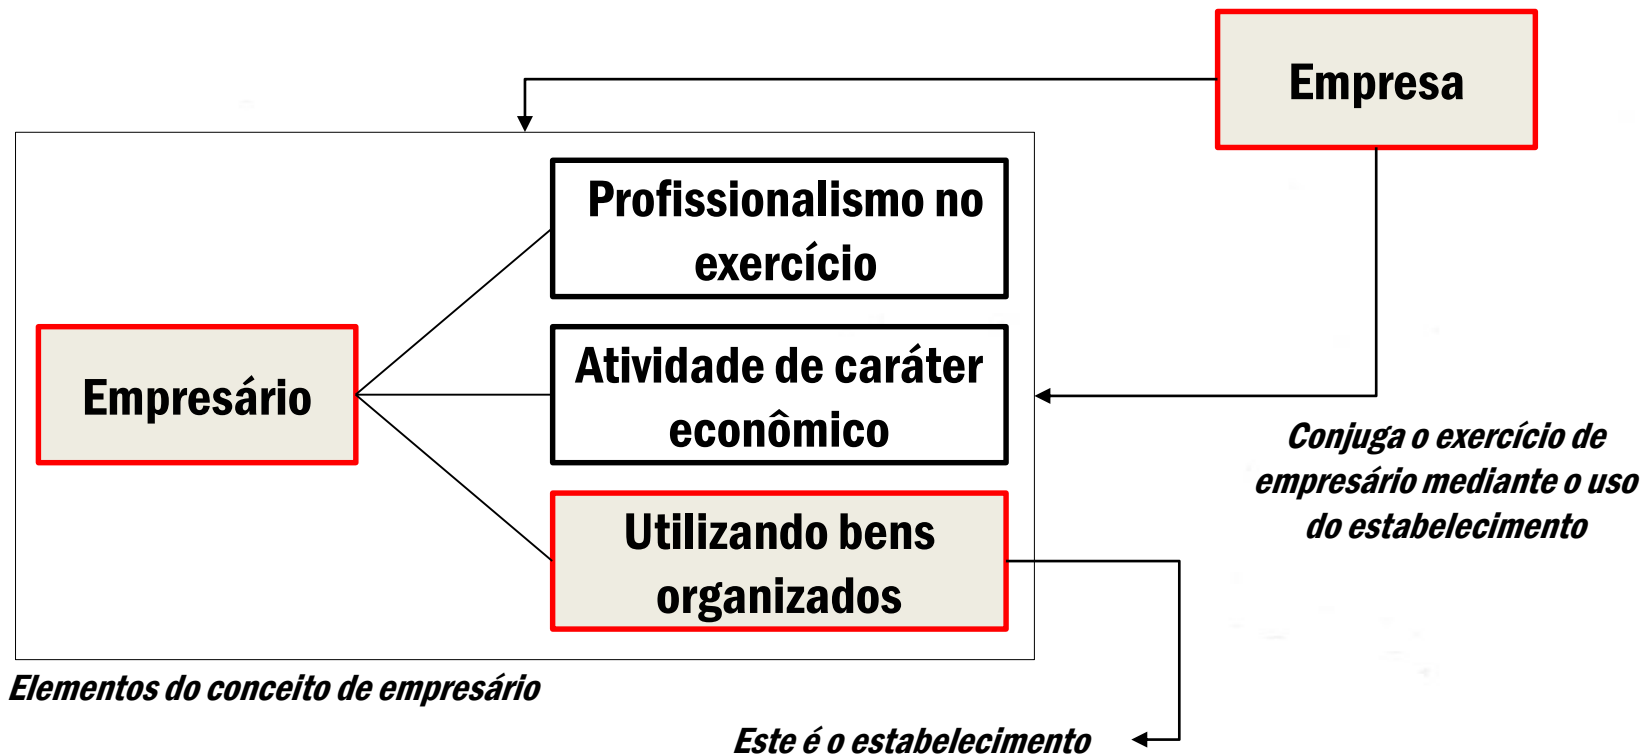 Empresa
Profissionalismo no
exercício
Empresário
Atividade de caráter
econômico
Conjuga o exercício de
empresário mediante o uso
do estabelecimento
Utilizando bens
organizados
Elementos do conceito de empresário
Este é o estabelecimento